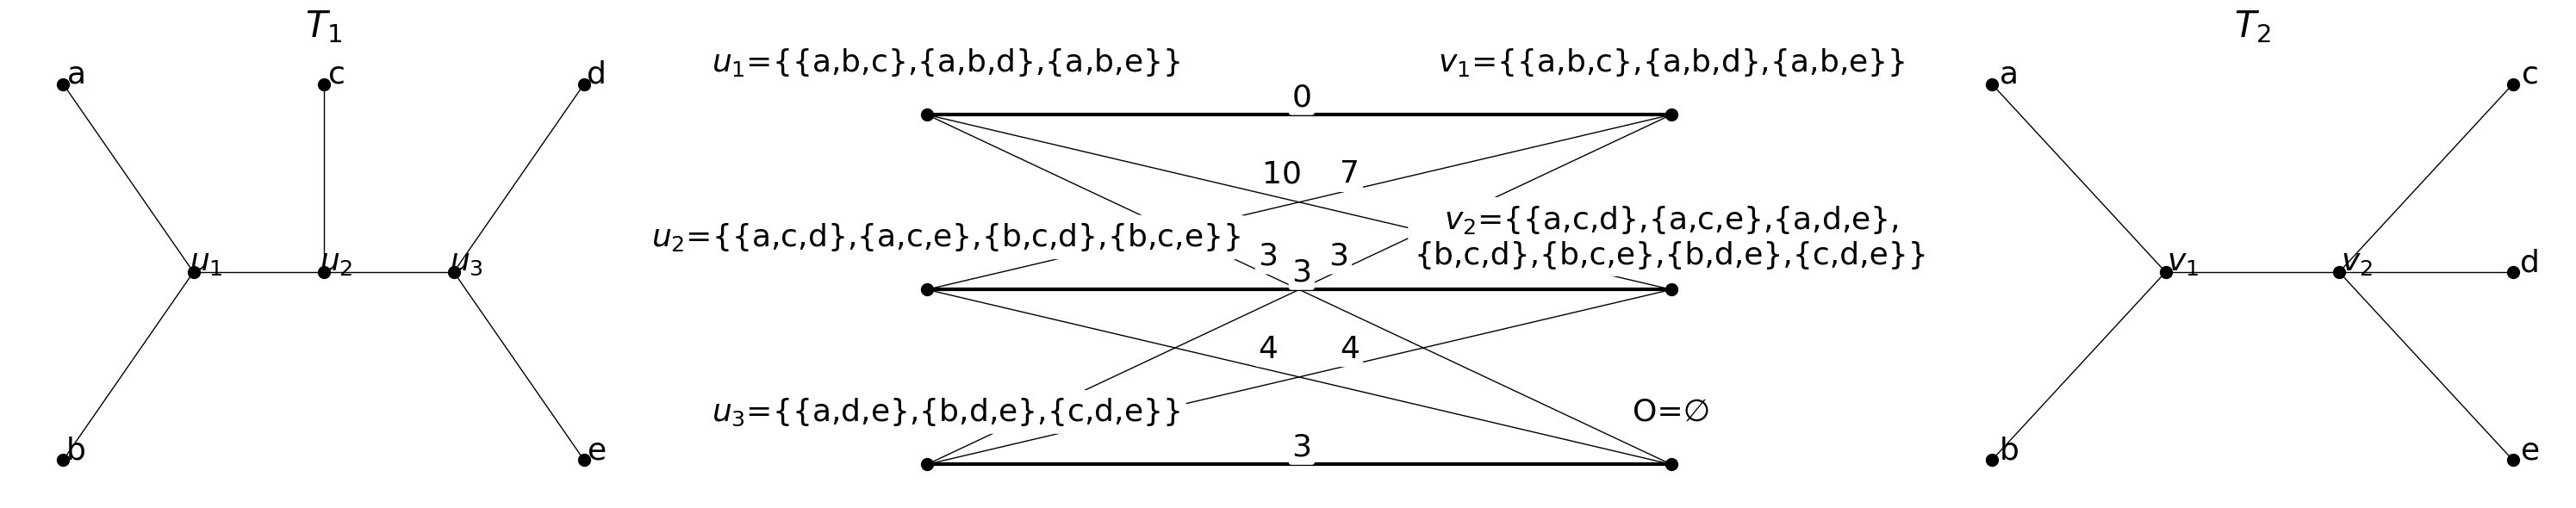 T₁
a
c
d
u₁
u₂
u₃
b
e
u₁={{a,b,c},{a,b,d},{a,b,e}}
v₁={{a,b,c},{a,b,d},{a,b,e}}
0
10
7
u₂={{a,c,d},{a,c,e},{b,c,d},{b,c,e}}
v₂={{a,c,d},{a,c,e},{a,d,e},
{b,c,d},{b,c,e},{b,d,e},{c,d,e}}
3
3
3
4
4
u₃={{a,d,e},{b,d,e},{c,d,e}}
O=∅
3
T₂
a
c
v₁
v₂
d
b
e